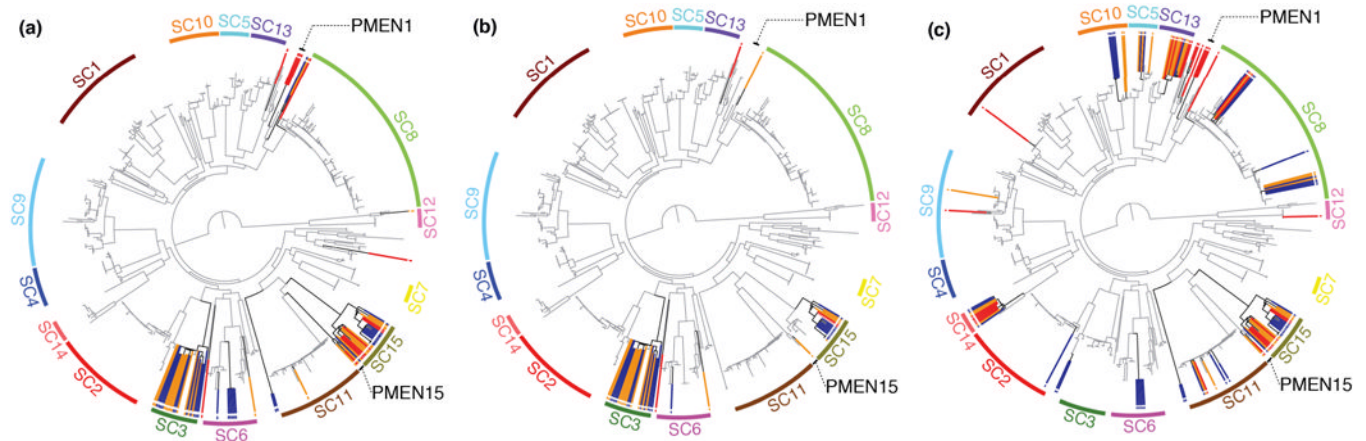 (a)
SC10
SC5
SC13
PMEN1
SC1
SC8
SC9
SC12
SC4
SC7
SC14
SC2
SC15
PMEN15
SC11
SC3
SC6
(b)
SC10
SC5
SC13
PMEN1
SC1
SC8
SC9
SC12
SC4
SC7
SC14
SC2
SC15
PMEN15
SC11
SC3
SC6
(c)
SC10
SC5
SC13
PMEN1
SC1
SC8
SC9
SC12
SC4
SC7
SC14
SC2
SC15
PMEN15
SC11
SC3
SC6